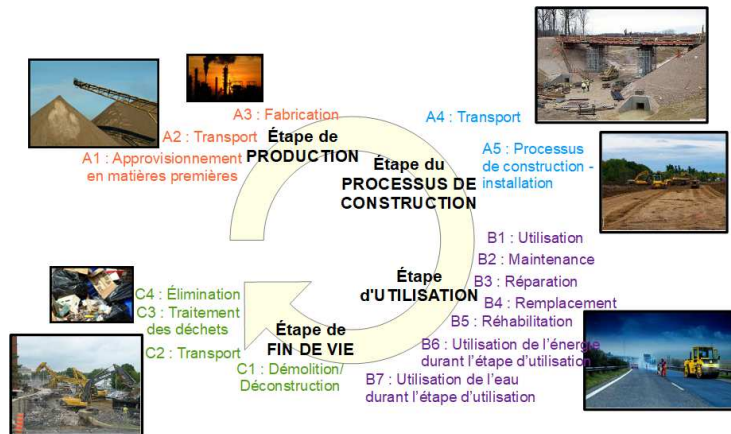 A3 : Fabrication
A2 : Transport
A1 : Approvisionnement
en matières premières
Étape de
PRODUCTION
A4 : Transport
A5 : Processus
de construction -
installation
Étape du
PROCESSUS DE
CONSTRUCTION
B1 : Utilisation
B2 : Maintenance
B3 : Réparation
B4 : Remplacement
B5 : Réhabilitation
B6 : Utilisation de l'énergie
durant l'étape d'utilisation
B7 : Utilisation de l'eau
durant l'étape d'utilisation
Étape
d'UTILISATION
Étape de
FIN DE VIE
C4 : Élimination
C3 : Traitement
des déchets
C2 : Transport
C1 : Démolition/
Déconstruction